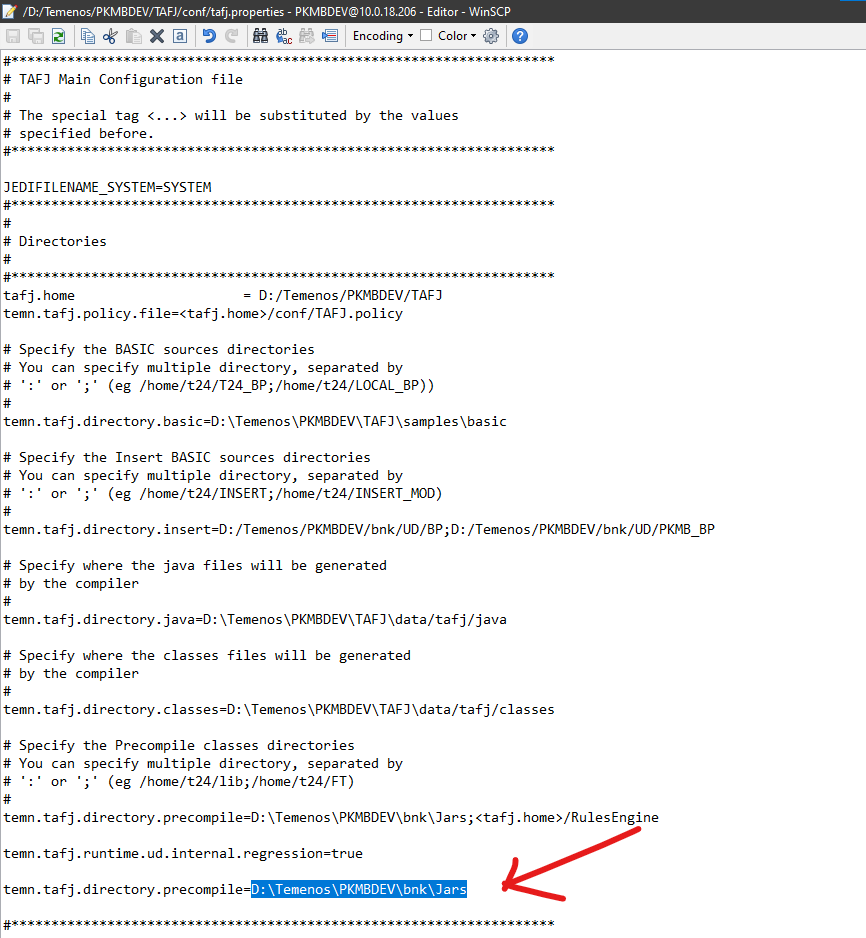 /D:/Temenos/PKMBDEV/TAFJ/conf/tafj.properties - PKMBDEV@10.0.18.206 - Editor - WinSCP
Encoding Color
#********************************************************************
# TAFJ Main Configuration file
#
# The special tag <...> will be substituted by the values
# specified before.
#********************************************************************
JEDIFILENAME_SYSTEM=SYSTEM
#********************************************************************
#
# Directories
#
#********************************************************************
tafj.home = D:/Temenos/PKMBDEV/TAFJ
temn.tafj.policy.file=<tafj.home>/conf/TAFJ.policy
# Specify the BASIC sources directories
# You can specify multiple directory, separated by
# ':' or ';' (eg /home/t24/T24_BP;/home/t24/LOCAL_BP))
#
temn.tafj.directory.basic=D:\Temenos\PKMBDEV\TAFJ\samples\basic
# Specify the Insert BASIC sources directories
# You can specify multiple directory, separated by
# ':' or ';' (eg /home/t24/INSERT;/home/t24/INSERT_MOD)
#
temn.tafj.directory.insert=D:/Temenos/PKMBDEV/bnk/UD/BP;D:/Temenos/PKMBDEV/bnk/UD/PKMB_BP
# Specify where the java files will be generated
# by the compiler
#
temn.tafj.directory.java=D:\Temenos\PKMBDEV\TAFJ\data/tafj/java
# Specify where the classes files will be generated
# by the compiler
#
temn.tafj.directory.classes=D:\Temenos\PKMBDEV\TAFJ\data/tafj/classes
# Specify the Precompile classes directories
# You can specify multiple directory, separated by
# ':' or ';' (eg /home/t24/lib;/home/t24/FT)
#
temn.tafj.directory.precompile=D:\Temenos\PKMBDEV\bnk\Jars;<tafj.home>/RulesEngine
temn.tafj.runtime.ud.internal.regression=true
temn.tafj.directory.precompile=D:\Temenos\PKMBDEV\bnk\Jars
#********************************************************************